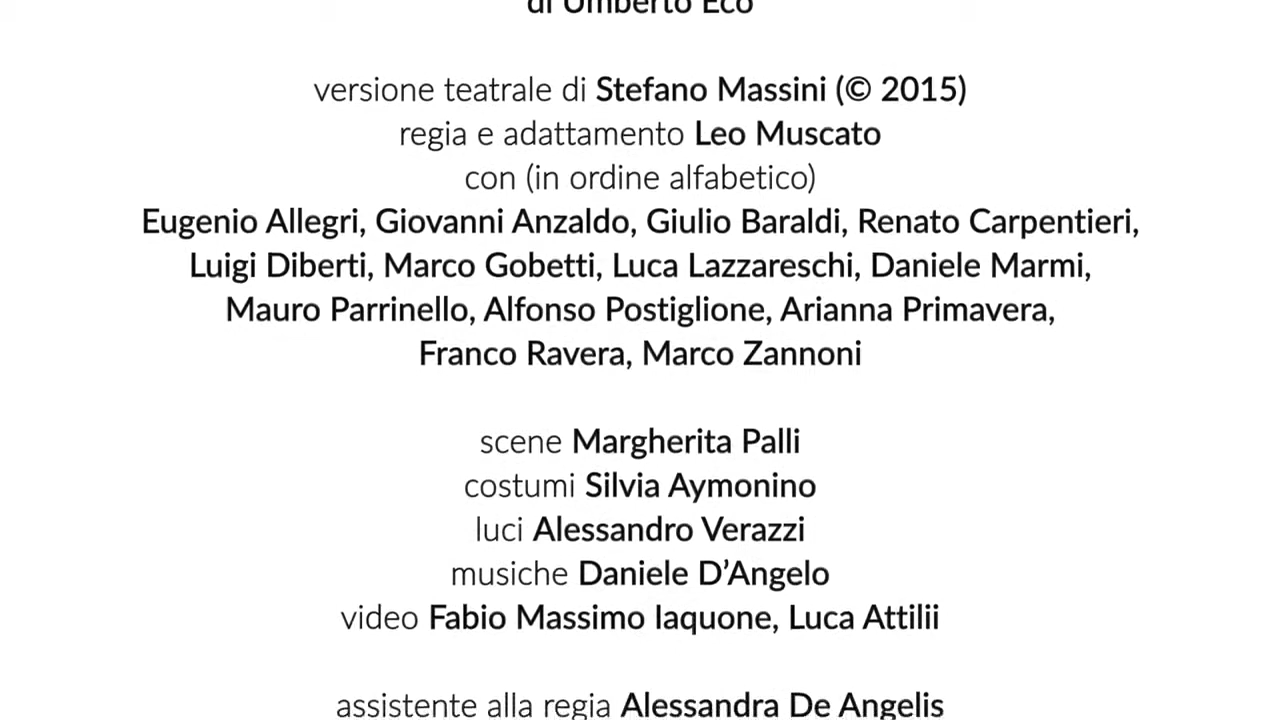 di Umberto Eco
versione teatrale di Stefano Massini (© 2015)
regia e adattamento Leo Muscato
con (in ordine alfabetico)
Eugenio Allegri, Giovanni Anzaldo, Giulio Baraldi, Renato Carpentieri,
Luigi Diberti, Marco Gobetti, Luca Lazzareschi, Daniele Marmi,
Mauro Parrinello, Alfonso Postiglione, Arianna Primavera,
Franco Ravera, Marco Zannoni
scene Margherita Palli
costumi Silvia Aymonino
luci Alessandro Verazzi
musiche Daniele D’Angelo
video Fabio Massimo Iaquone, Luca Attilii
assistente alla regia Alessandra De Angelis